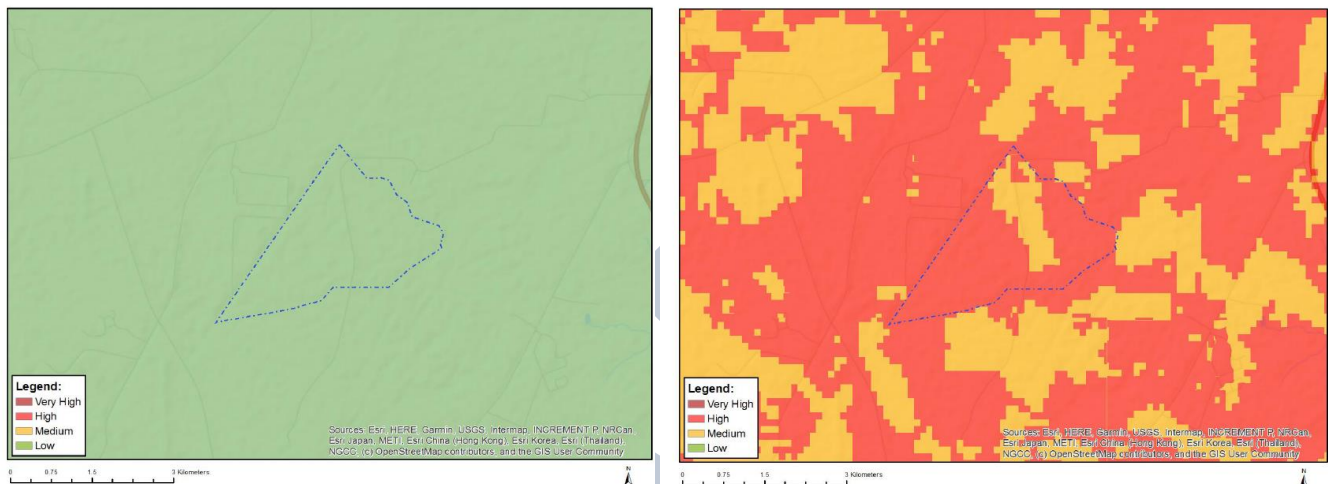 Legend:
Very High
High
Medium
Low
Sources: Esri, HERE, Garmin, USGS, Intermap, INCREMENT P, NRCan,
Esri Japan, METI, Esri China (Hong Kong), Esri Korea, Esri (Thailand),
NGCC, (c) OpenStreetMap contributors, and the GIS User Community
0 0.75 1.5 3 Kilometers
N
Legend:
Very High
High
Medium
Low
Sources: Esri, HERE, Garmin, USGS, Intermap, INCREMENT P, NRCan,
Esri Japan, METI, Esri China (Hong Kong), Esri Korea, Esri (Thailand),
NGCC, (c) OpenStreetMap contributors, and the GIS User Community
0 0.75 1.5 3 Kilometers
N